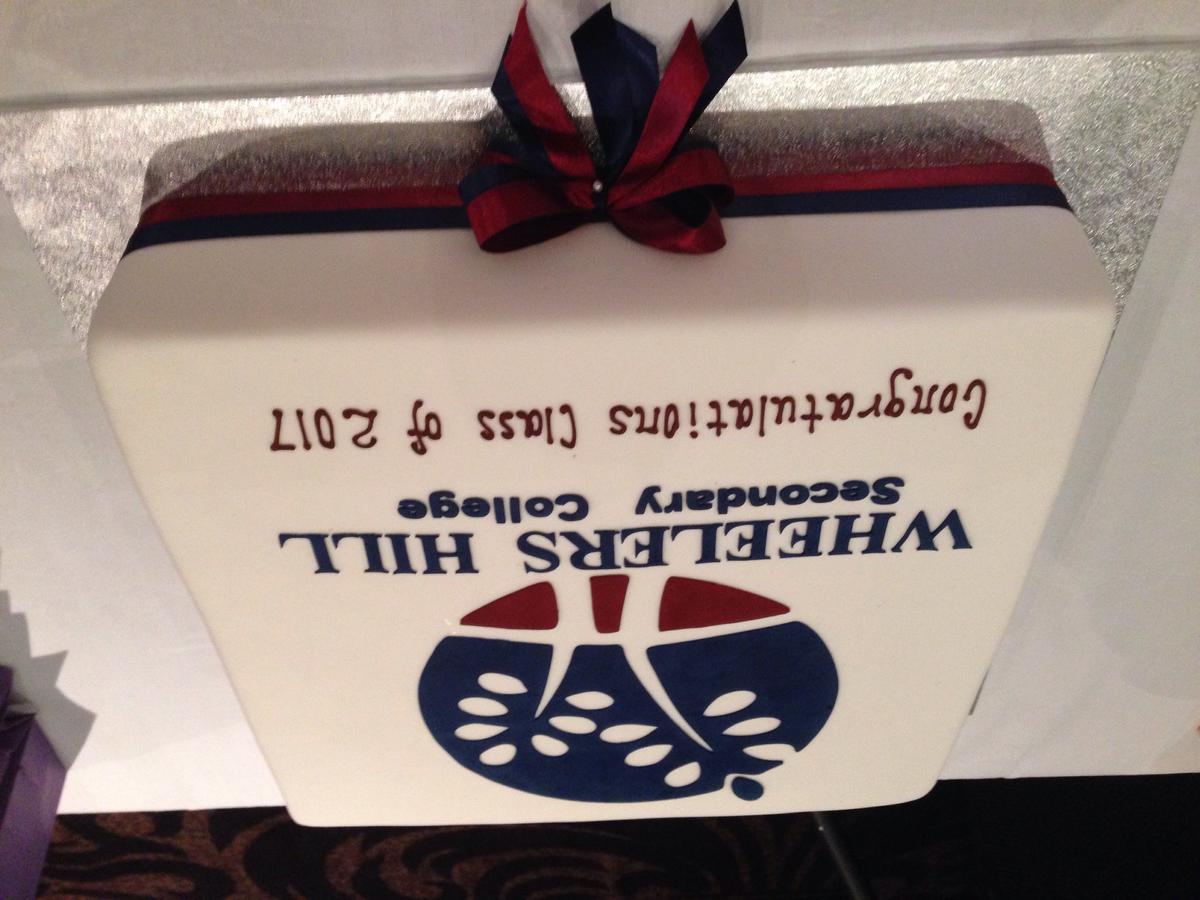 WHEELERS HILL
Secondary College
Congratulations Class of 2017